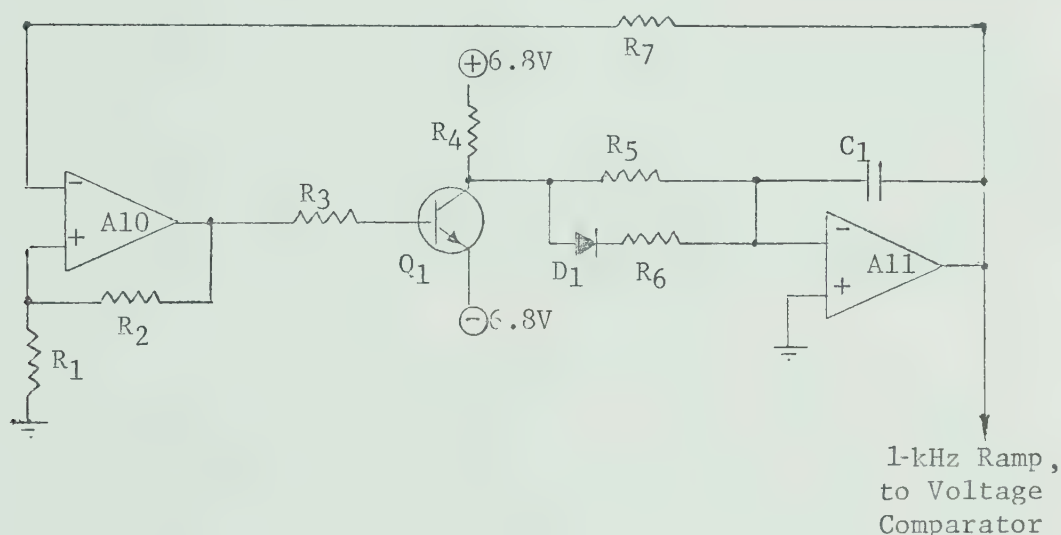 R7
+ 6.8V
R4
R5
C1
R3
A10
-
+
Q1
D1
R6
A11
-
+
R2
R1
- 6.8V
1-kHz Ramp,
to Voltage
Comparator